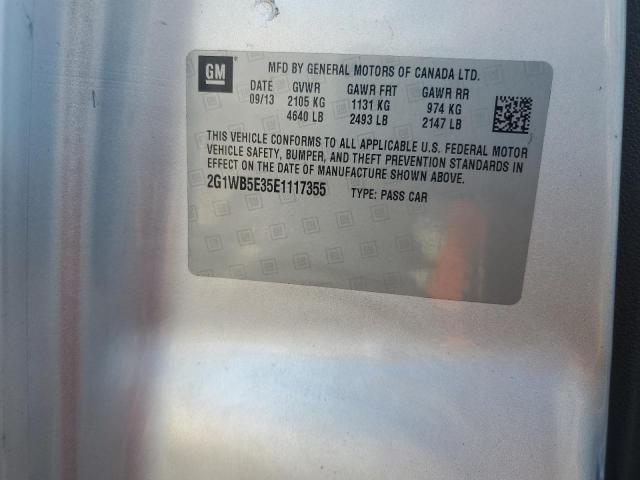 GM
MFD BY GENERAL MOTORS OF CANADA LTD.
DATE GVWR GAWR FRT GAWR RR
09/13 2105 KG 1131 KG 974 KG
4640 LB 2493 LB 2147 LB
THIS VEHICLE CONFORMS TO ALL APPLICABLE U.S. FEDERAL MOTOR
VEHICLE SAFETY, BUMPER, AND THEFT PREVENTION STANDARDS IN
EFFECT ON THE DATE OF MANUFACTURE SHOWN ABOVE.
2G1WB5E35E1117355 TYPE: PASS CAR